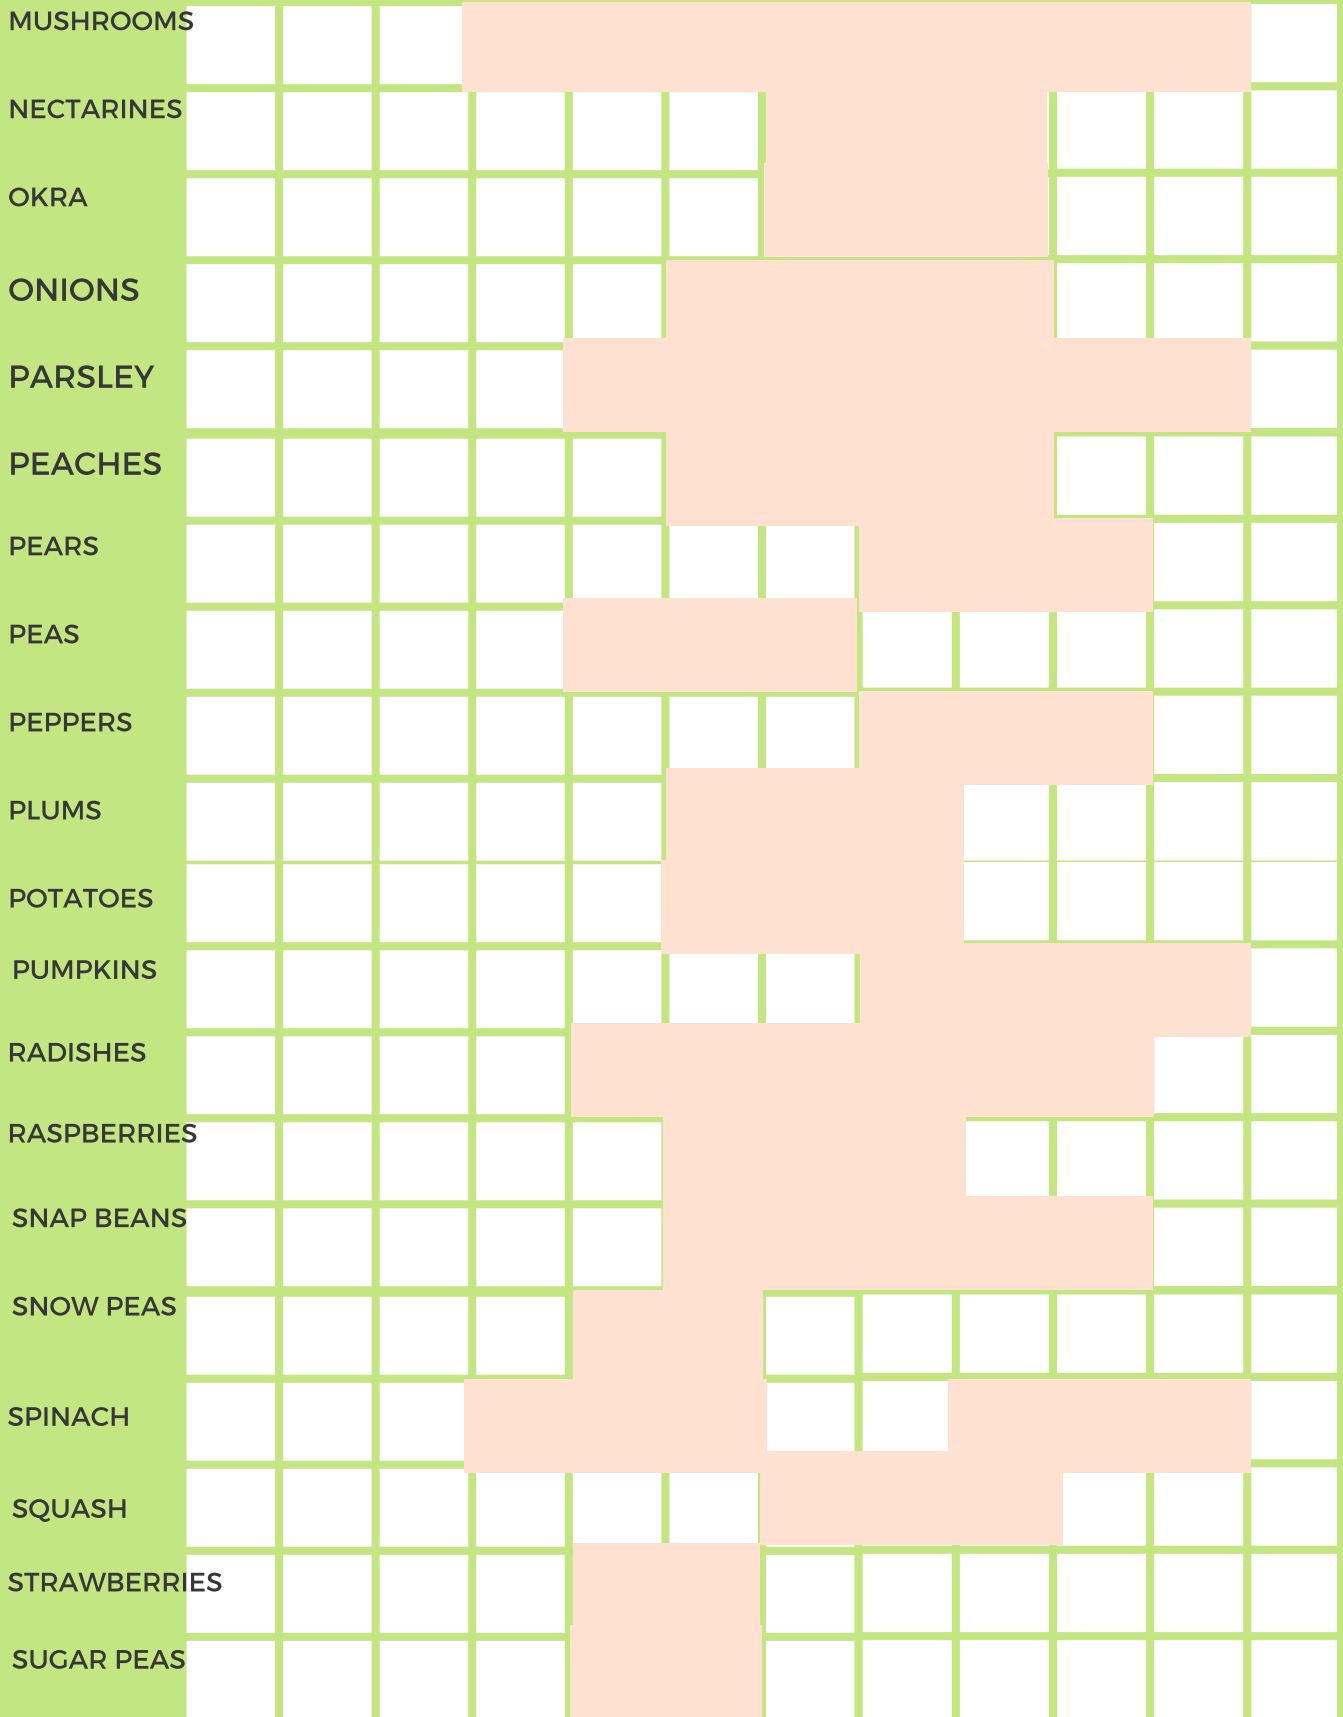 MUSHROOMS
NECTARINES
OKRA
ONIONS
PARSLEY
PEACHES
PEARS
PEAS
PEPPERS
PLUMS
POTATOES
PUMPKINS
RADISHES
RASPBERRIES
SNAP BEANS
SNOW PEAS
SPINACH
SQUASH
STRAWBERRIES
SUGAR PEAS